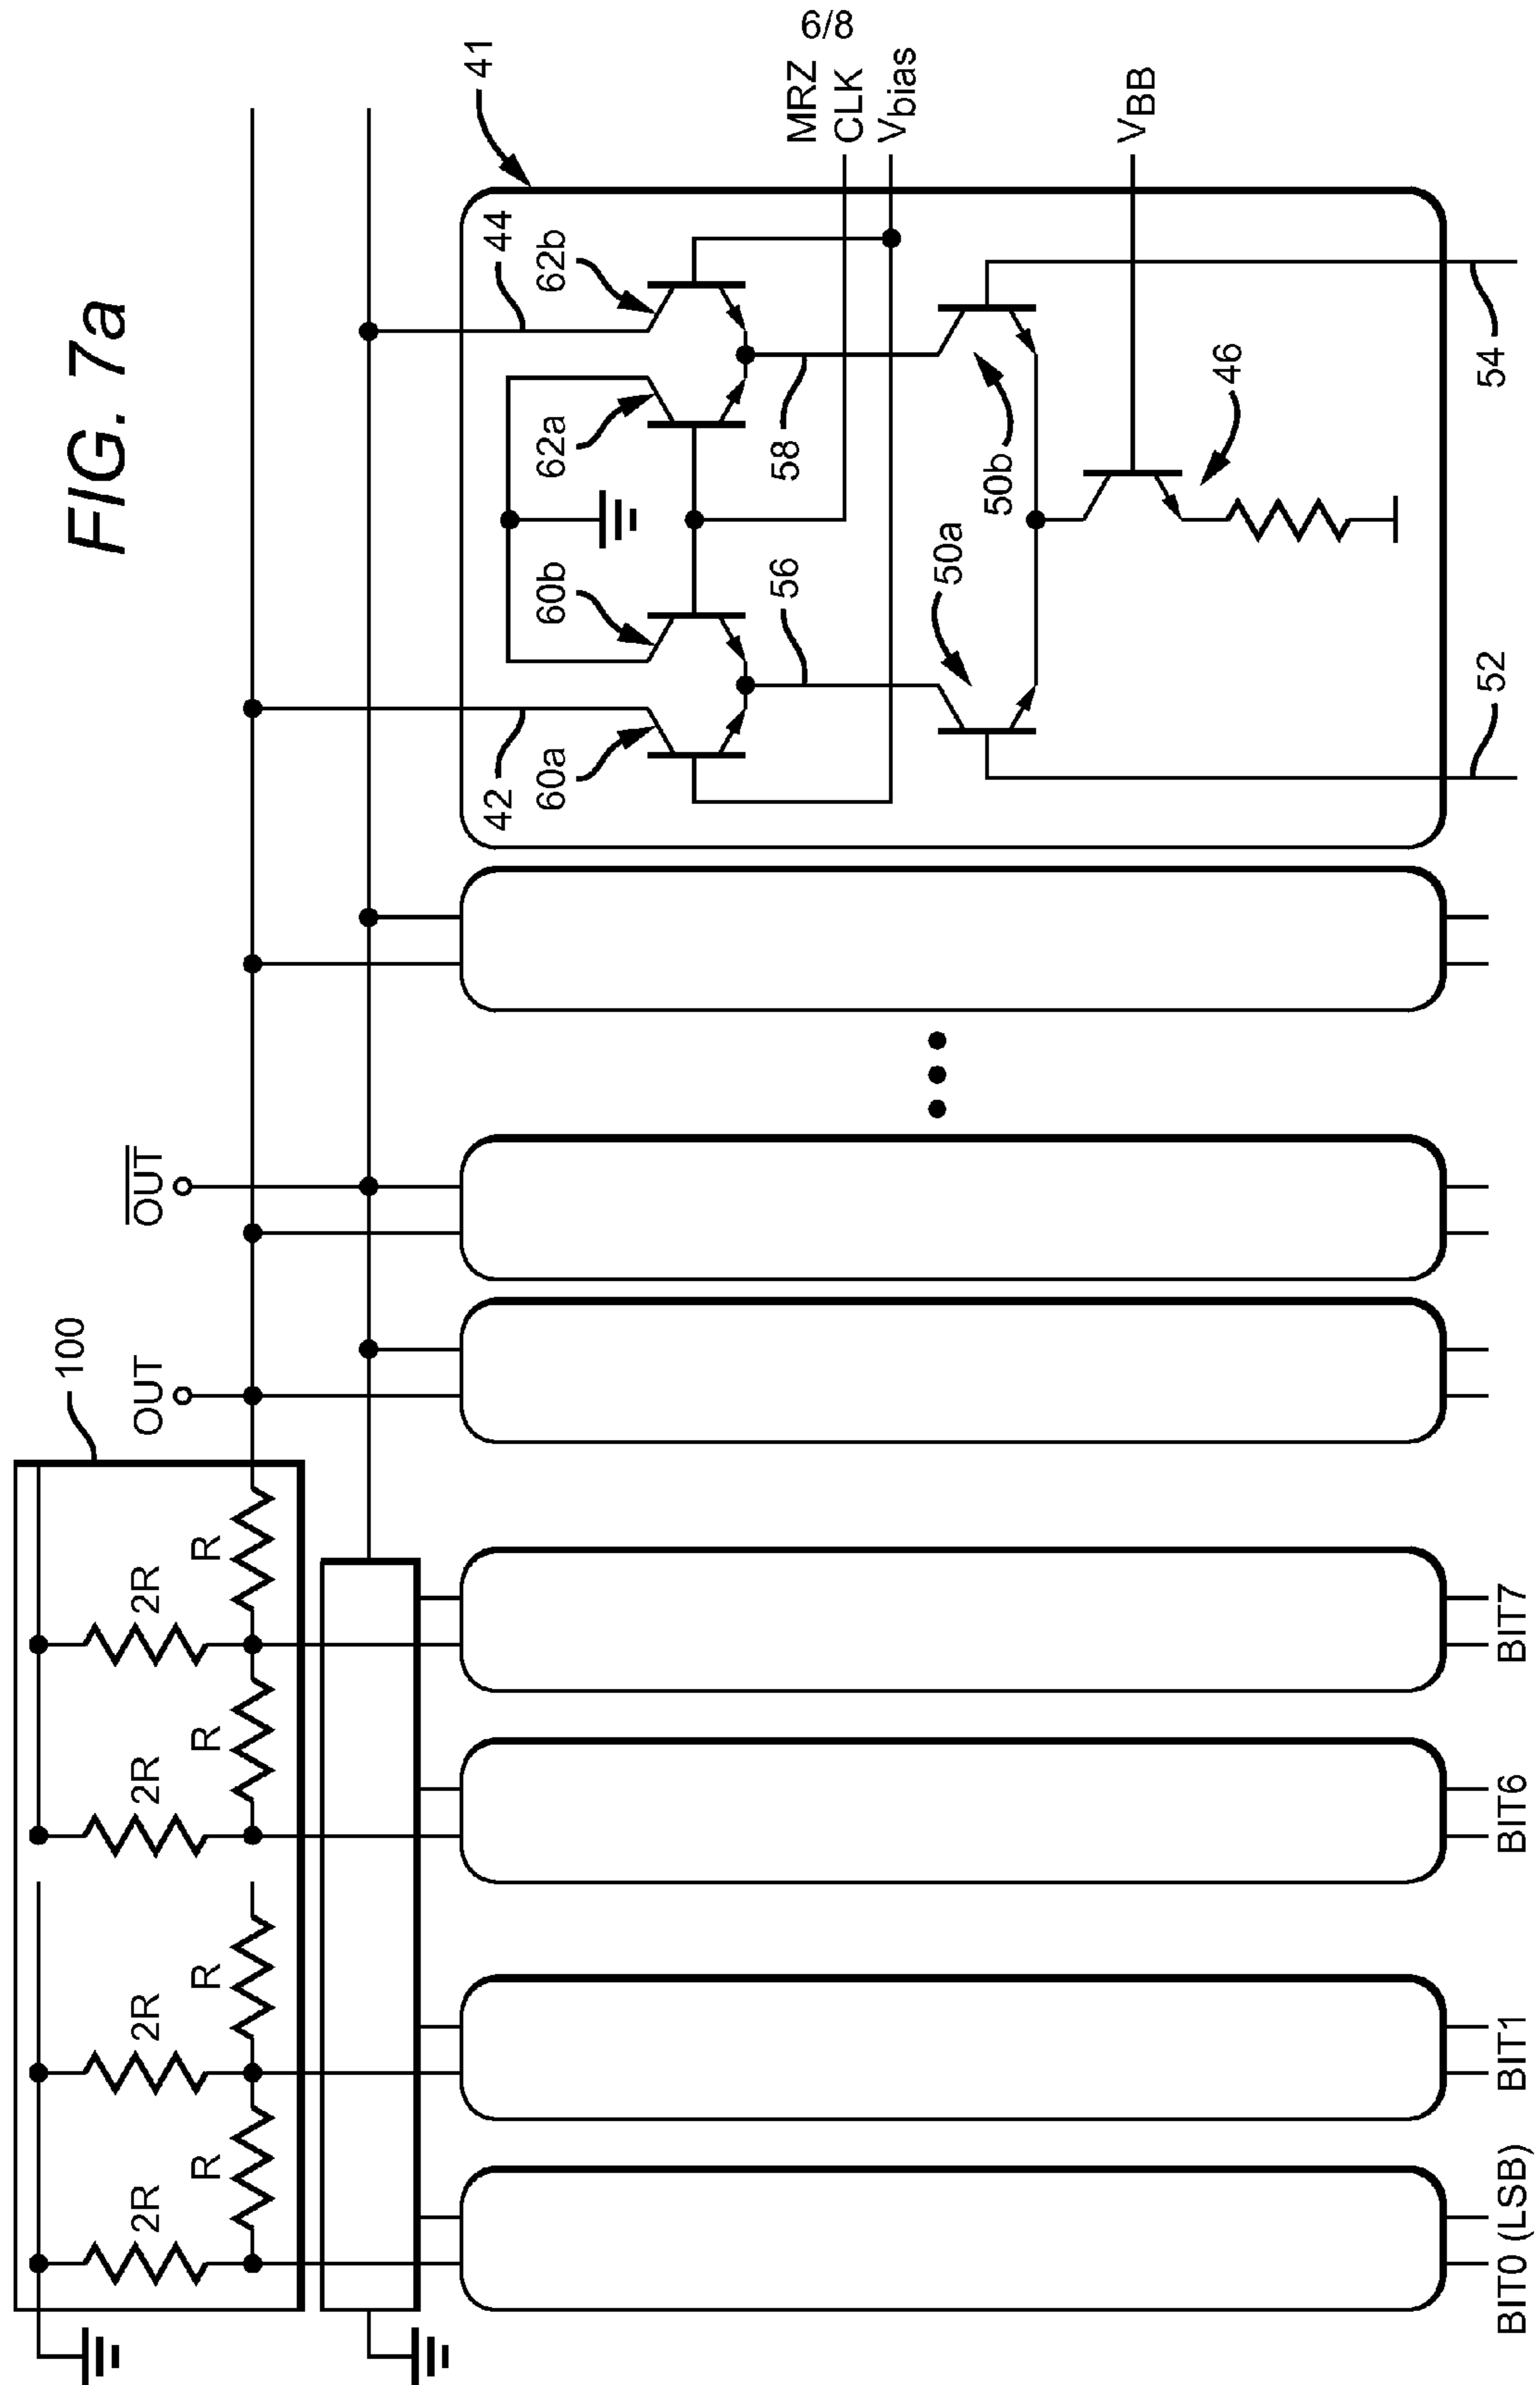 FIG. 7a
6/8
100
OUT
OUT
41
2R
2R
2R
2R
R
R
R
R
42
44
60a
60b
62a
62b
MRZ
CLK
Vbias
56
58
50a
50b
VBB
46
52
54
BIT0 (LSB)
BIT1
BIT6
BIT7